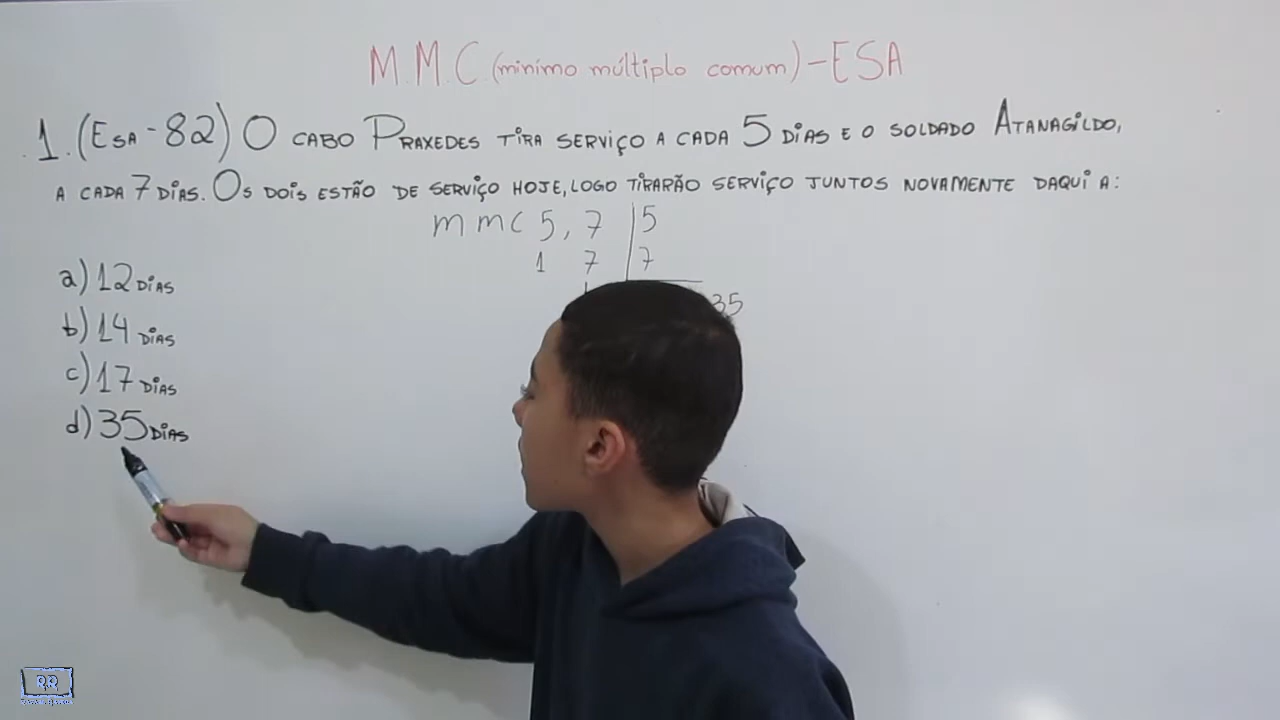 M.M.C (mínimo múltiplo comum) - ESA
1. (ESA - 82) O CABO PRAXEDES TIRA SERVIÇO A CADA 5 DIAS E O SOLDADO ATANAGILDO,
A CADA 7 DIAS. OS DOIS ESTÃO DE SERVIÇO HOJE, LOGO TIRARÃO SERVIÇO JUNTOS NOVAMENTE DAQUI A:
mmc 5, 7 | 5
1 7 | 7
35
a) 12 DIAS
b) 14 DIAS
c) 17 DIAS
d) 35 DIAS